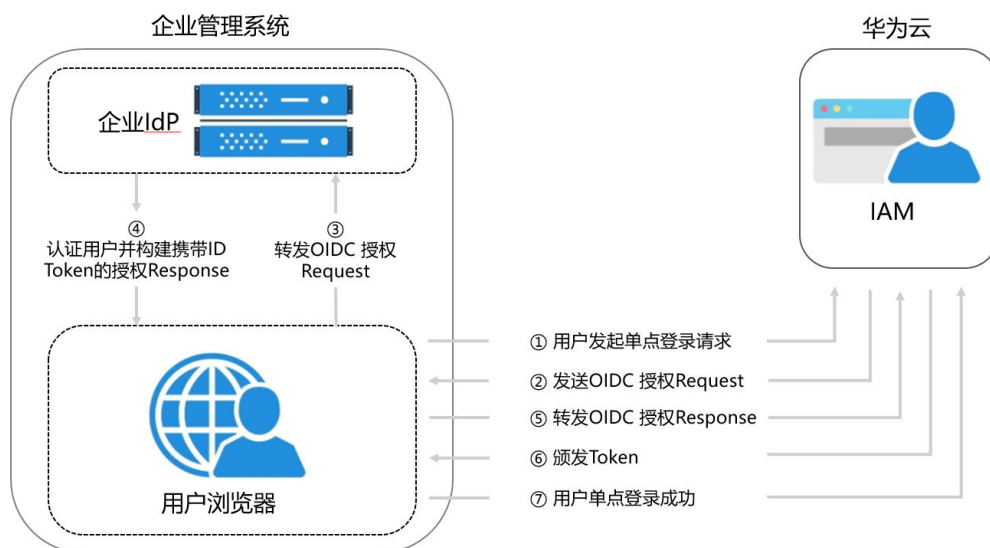 企业管理系统
华为云
企业IdP
IAM
④
认证用户并构建携带ID
Token的授权Response
③
转发OIDC 授权
Request
① 用户发起单点登录请求
② 发送OIDC 授权Request
⑤ 转发OIDC 授权Response
⑥ 颁发Token
⑦ 用户单点登录成功
用户浏览器